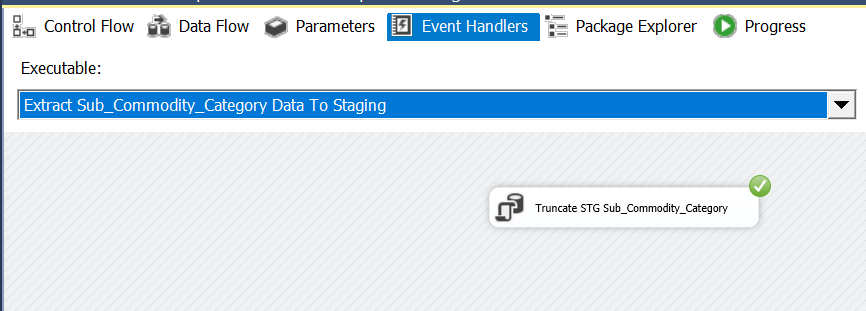 Control Flow Data Flow Parameters Event Handlers Package Explorer Progress
Executable:
Extract Sub_Commodity_Category Data To Staging
Truncate STG Sub_Commodity_Category